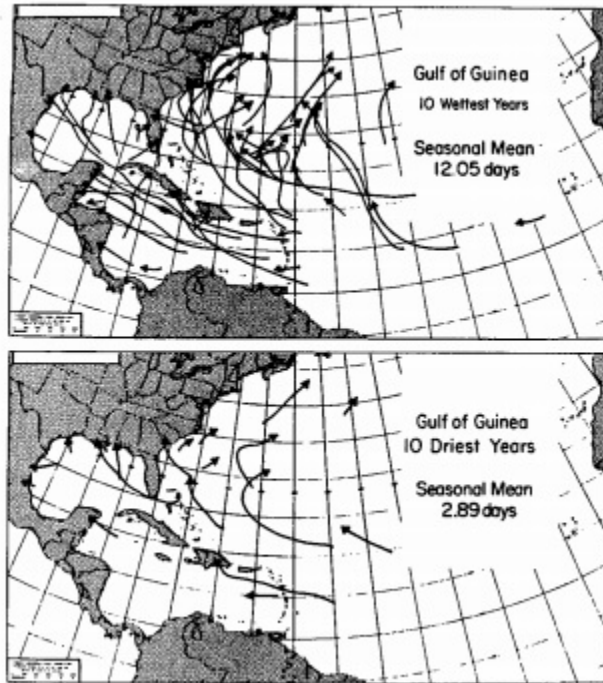 Gulf of Guinea
10 Wettest Years
Seasonal Mean
12.05 days
Gulf of Guinea
10 Driest Years
Seasonal Mean
2.89 days